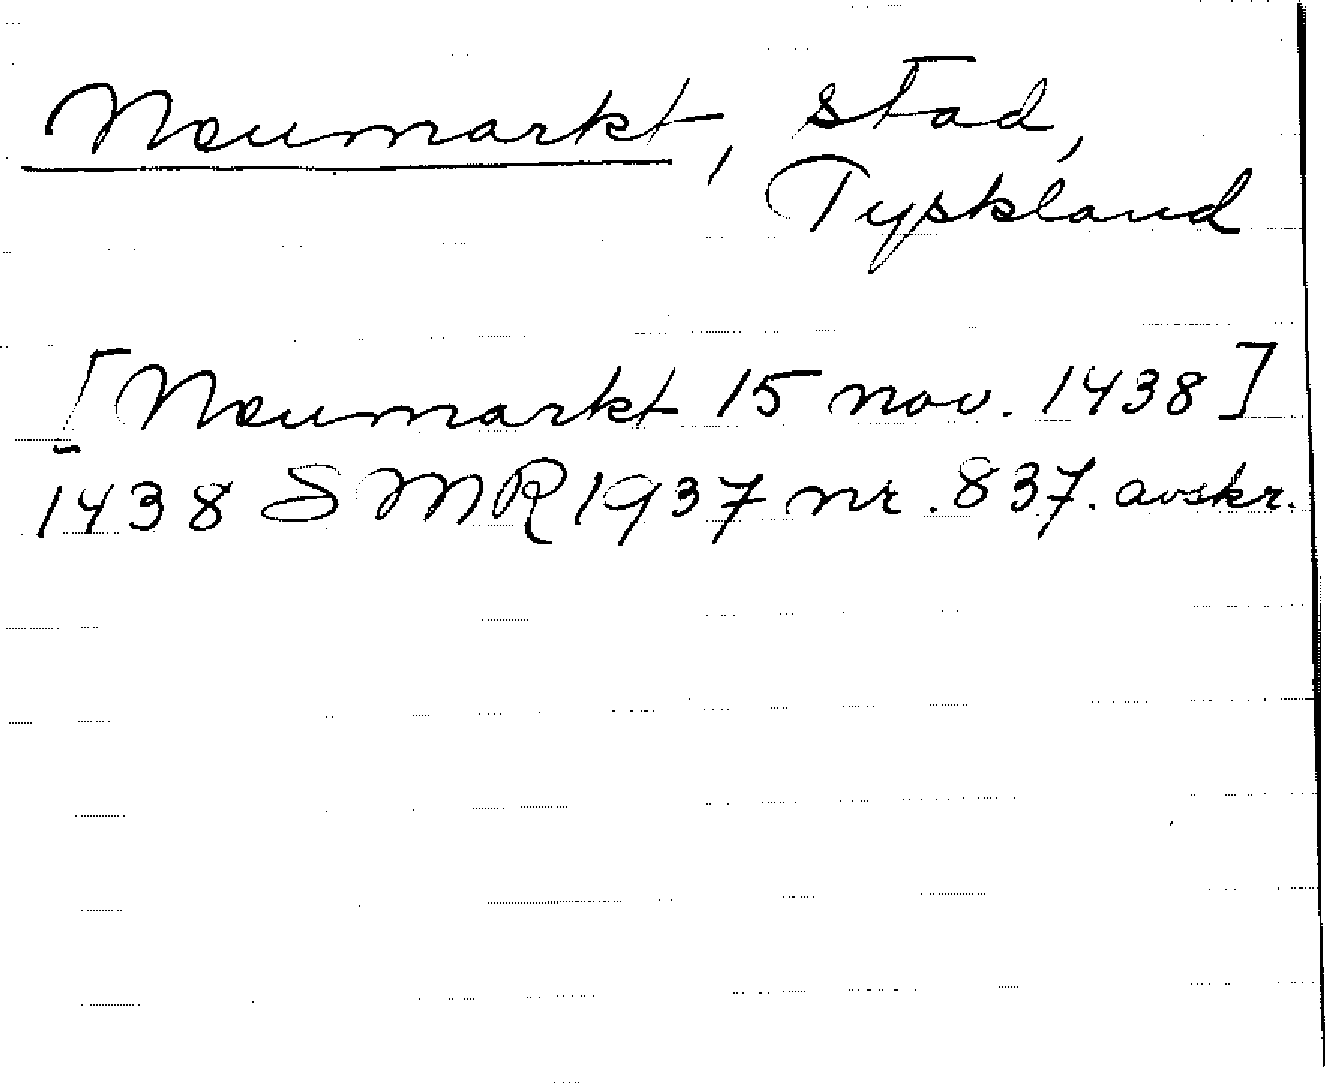 Neumarkt, stad,
Tyskland
[Neumarkt 15 nov. 1438]
1438 SMR 1937 nr. 837. avskr.